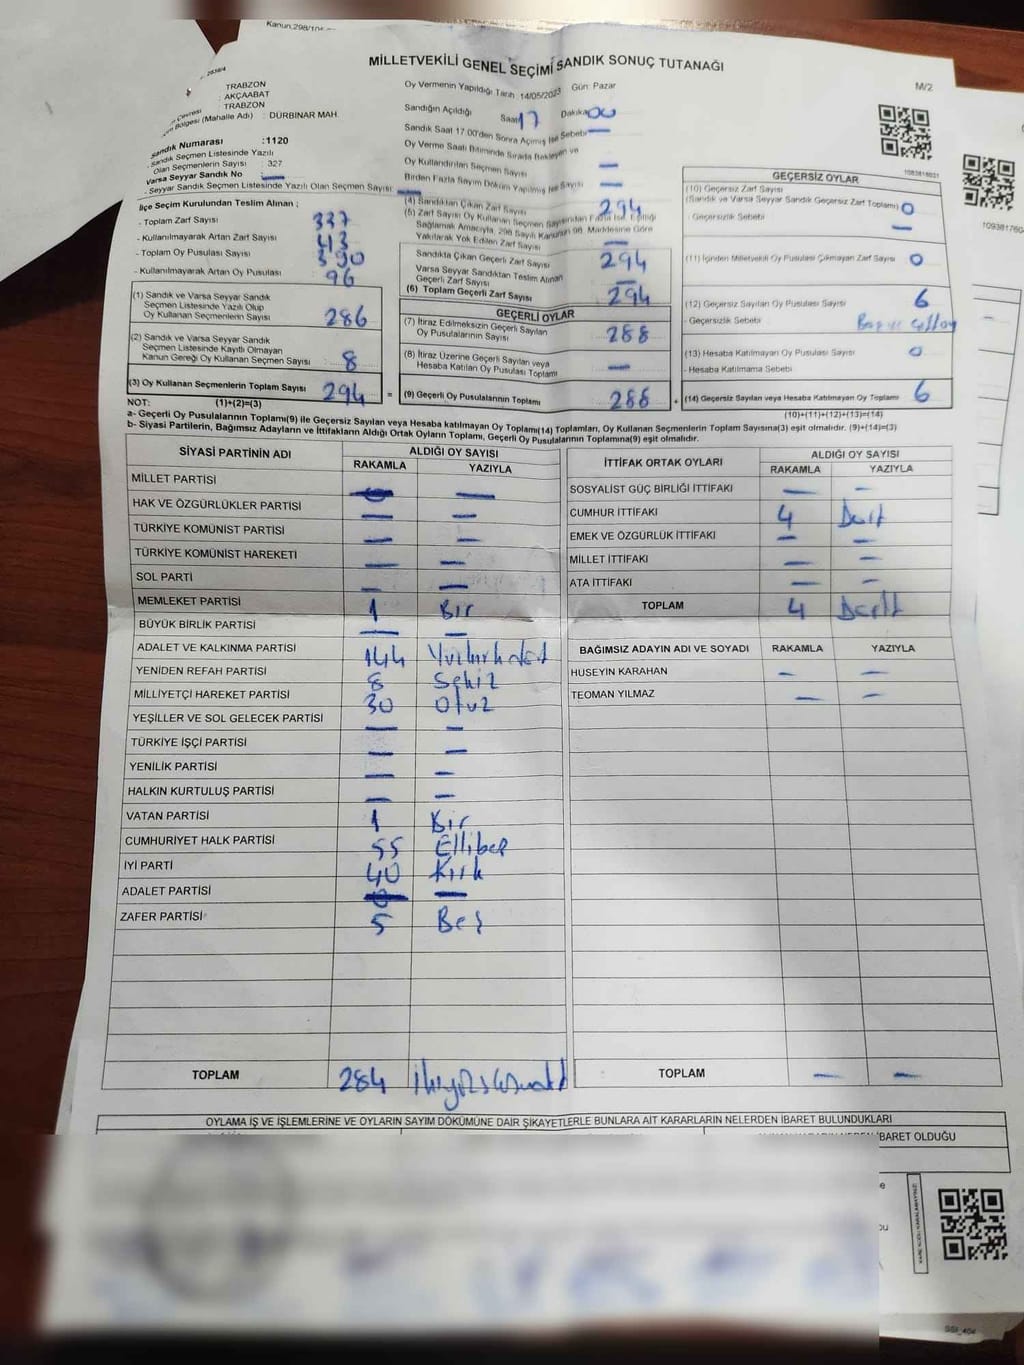 Kanun.298/10
MİLLETVEKİLİ GENEL SEÇİMİ SANDIK SONUÇ TUTANAĞI
M/2
TRABZON
AKÇAABAT
TRABZON
Bölgesi (Mahalle Adı) : DÜRBINAR MAH.
Sandık Numarası :1120
Sandık Seçmen Listesinde Yazılı
Olan Seçmenlerin Sayısı : 327
Varsa Seyyar Sandık No —
Seyyar Sandık Seçmen Listesinde Yazılı Olan Seçmen Sayısı: —
Oy Vermenin Yapıldığı Tarih 14/05/2023 Gün: Pazar
Sandığın Açıldığı Saat 17 Dakika 00
Sandık Saat 17.00'den Sonra Açılmış İse Sebebi —
Oy Verme Saati Bitiminde Sırada Bekleyen ve
Oy Kullandırılan Seçmen Sayısı —
Birden Fazla Sayım Döküm Yapılmış İse Sayısı —
(4) Sandıktan Çıkan Zarf Sayısı 294
(5) Zarf Sayısı Oy Kullanan Seçmen Sayısından Fazla İse, Eşitliği
Sağlamak Amacıyla, 298 Sayılı Kanunun 98. Maddesine Göre
Yakılarak Yok Edilen Zarf Sayısı —
İlçe Seçim Kurulundan Teslim Alınan ;
- Toplam Zarf Sayısı 337
- Kullanılmayarak Artan Zarf Sayısı 43
- Toplam Oy Pusulası Sayısı 390
- Kullanılmayarak Artan Oy Pusulası 96
Sandıkta Çıkan Geçerli Zarf Sayısı 294
Varsa Seyyar Sandıktan Teslim Alınan
Geçerli Zarf Sayısı —
(6) Toplam Geçerli Zarf Sayısı 294
(1) Sandık ve Varsa Seyyar Sandık
Seçmen Listesinde Yazılı Olup
Oy Kullanan Seçmenlerin Sayısı 286
(2) Sandık ve Varsa Seyyar Sandık
Seçmen Listesinde Kayıtlı Olmayan
Kanun Gereği Oy Kullanan Seçmen Sayısı 8
(3) Oy Kullanan Seçmenlerin Toplam Sayısı 294 =
GEÇERLİ OYLAR
(7) İtiraz Edilmeksizin Geçerli Sayılan
Oy Pusulalarının Sayısı 288
(8) İtiraz Üzerine Geçerli Sayılan veya
Hesaba Katılan Oy Pusulası Toplamı —
(9) Geçerli Oy Pusulalarının Toplamı 288 +
GEÇERSİZ OYLAR
(10) Geçersiz Zarf Sayısı
(Sandık ve Varsa Seyyar Sandık Geçersiz Zarf Toplamı) 0
- Geçersizlik Sebebi —
(11) İçinden Milletvekili Oy Pusulası Çıkmayan Zarf Sayısı 0
(12) Geçersiz Sayılan Oy Pusulası Sayısı 6
- Geçersizlik Sebebi
(13) Hesaba Katılmayan Oy Pusulası Sayısı 0
- Hesaba Katılmama Sebebi
(14) Geçersiz Sayılan veya Hesaba Katılmayan Oy Toplamı 6
NOT: (1)+(2)=(3)
(10)+(11)+(12)+(13)=(14)
a- Geçerli Oy Pusulalarının Toplamı(9) ile Geçersiz Sayılan veya Hesaba katılmayan Oy Toplamı(14) Toplamları, Oy Kullanan Seçmenlerin Toplam Sayısına(3) eşit olmalıdır. (9)+(14)=(3)
b- Siyasi Partilerin, Bağımsız Adayların ve İttifakların Aldığı Ortak Oyların Toplamı, Geçerli Oy Pusulalarının Toplamına(9) eşit olmalıdır.
SİYASİ PARTİNİN ADI ALDIĞI OY SAYISI
RAKAMLA YAZIYLA
MİLLET PARTİSİ —
HAK VE ÖZGÜRLÜKLER PARTİSİ — —
TÜRKİYE KOMÜNİST PARTİSİ — —
TÜRKİYE KOMÜNİST HAREKETİ — —
SOL PARTİ — —
MEMLEKET PARTİSİ 1 Bir
BÜYÜK BİRLİK PARTİSİ — —
ADALET VE KALKINMA PARTİSİ 144
YENİDEN REFAH PARTİSİ 8 Sekiz
MİLLİYETÇİ HAREKET PARTİSİ 30 Otuz
YEŞİLLER VE SOL GELECEK PARTİSİ — —
TÜRKİYE İŞÇİ PARTİSİ — —
YENİLİK PARTİSİ — —
HALKIN KURTULUŞ PARTİSİ — —
VATAN PARTİSİ 1 Bir
CUMHURİYET HALK PARTİSİ 55 Ellibeş
İYİ PARTİ 40 Kırk
ADALET PARTİSİ —
ZAFER PARTİSİ 5 Beş
TOPLAM 284
İTTİFAK ORTAK OYLARI ALDIĞI OY SAYISI
RAKAMLA YAZIYLA
SOSYALIST GÜÇ BİRLİĞİ İTTİFAKI — —
CUMHUR İTTİFAKI 4 Dört
EMEK VE ÖZGÜRLÜK İTTİFAKI — —
MILLET İTTİFAKI — —
ATA İTTİFAKI — —
TOPLAM 4 Dört
BAĞIMSIZ ADAYIN ADI VE SOYADI RAKAMLA YAZIYLA
HÜSEYIN KARAHAN — —
TEOMAN YILMAZ — —
TOPLAM — —
OYLAMA İŞ VE İŞLEMLERİNE VE OYLARIN SAYIM DÖKÜMÜNE DAİR ŞİKAYETLERLE BUNLARA AİT KARARLARIN NELERDEN İBARET BULUNDUKLARI
İBARET OLDUĞU